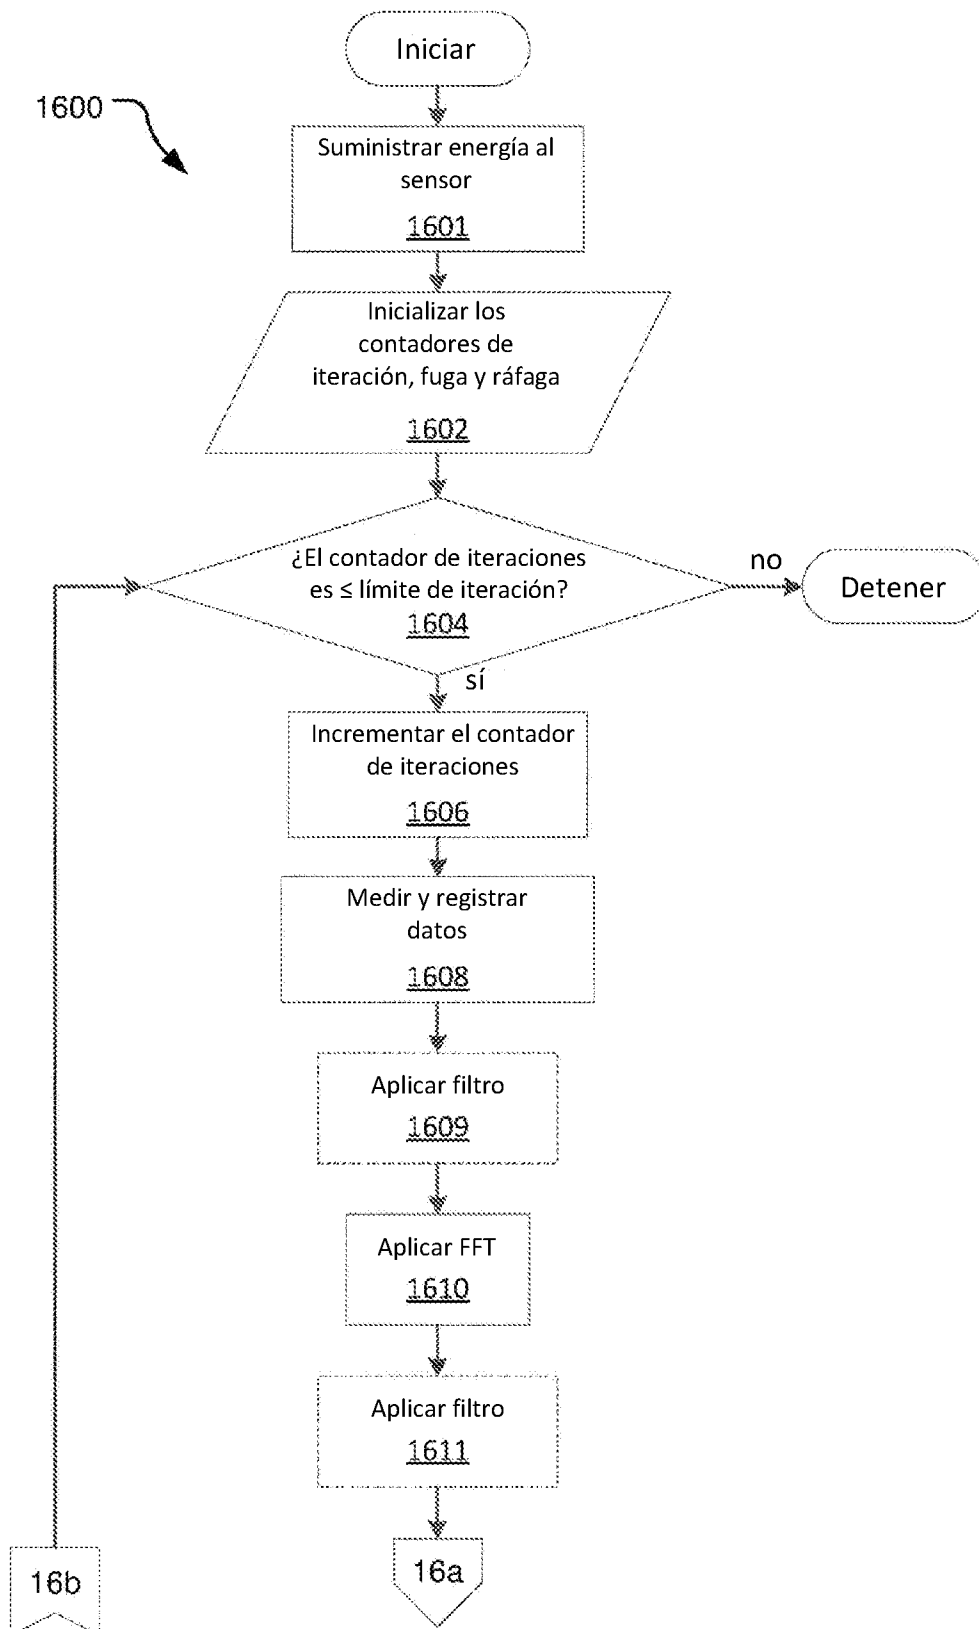 Iniciar
1600
Suministrar energía al
sensor
1601
Inicializar los
contadores de
iteración, fuga y ráfaga
1602
¿El contador de iteraciones
es ≤ límite de iteración?
1604
no
Detener
sí
Incrementar el contador
de iteraciones
1606
Medir y registrar
datos
1608
Aplicar filtro
1609
Aplicar FFT
1610
Aplicar filtro
1611
16b
16a